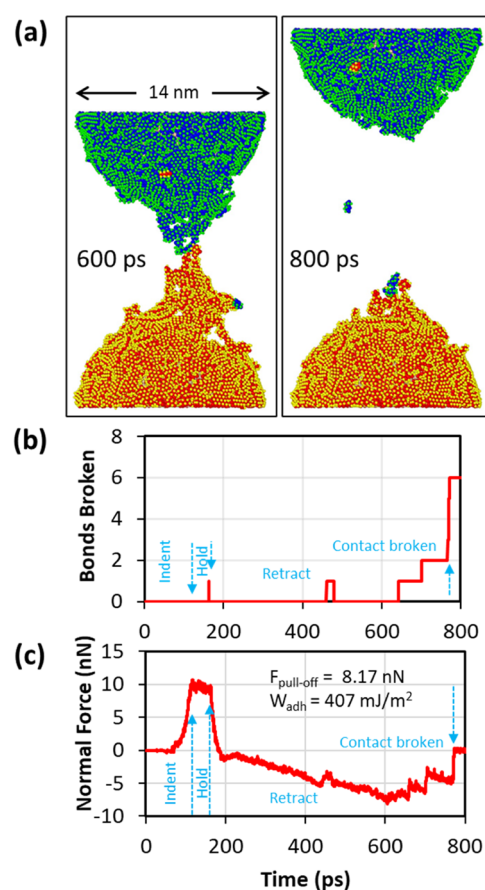 (a)
14 nm
600 ps
800 ps
(b)
8
6
4
2
0
Bonds Broken
Indent
Hold
Retract
Contact broken
0 200 400 600 800
(c)
15
10
5
0
-5
-10
Normal Force (nN)
Fpull-off = 8.17 nN
Wadh = 407 mJ/m²
Contact broken
Indent
Hold
Retract
0 200 400 600 800
Time (ps)